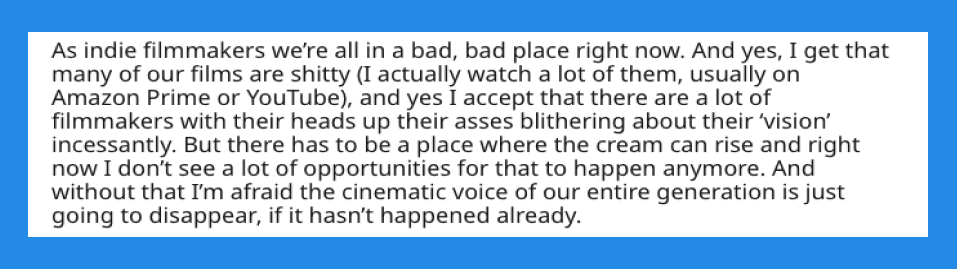 As indie filmmakers we’re all in a bad, bad place right now. And yes, I get that
many of our films are shitty (I actually watch a lot of them, usually on
Amazon Prime or YouTube), and yes I accept that there are a lot of
filmmakers with their heads up their asses blithering about their ‘vision’
incessantly. But there has to be a place where the cream can rise and right
now I don’t see a lot of opportunities for that to happen anymore. And
without that I’m afraid the cinematic voice of our entire generation is just
going to disappear, if it hasn’t happened already.